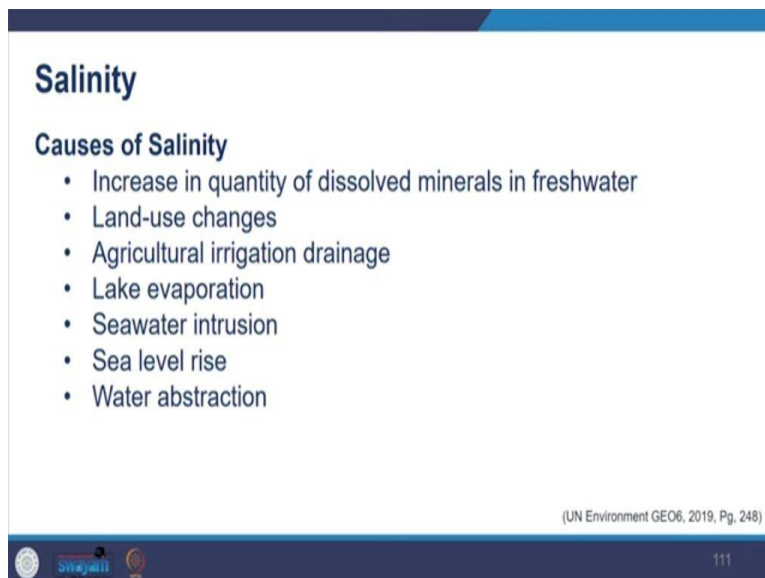 Salinity
Causes of Salinity
• Increase in quantity of dissolved minerals in freshwater
• Land-use changes
• Agricultural irrigation drainage
• Lake evaporation
• Seawater intrusion
• Sea level rise
• Water abstraction
(UN Environment GEO6, 2019, Pg, 248)
swayam
111